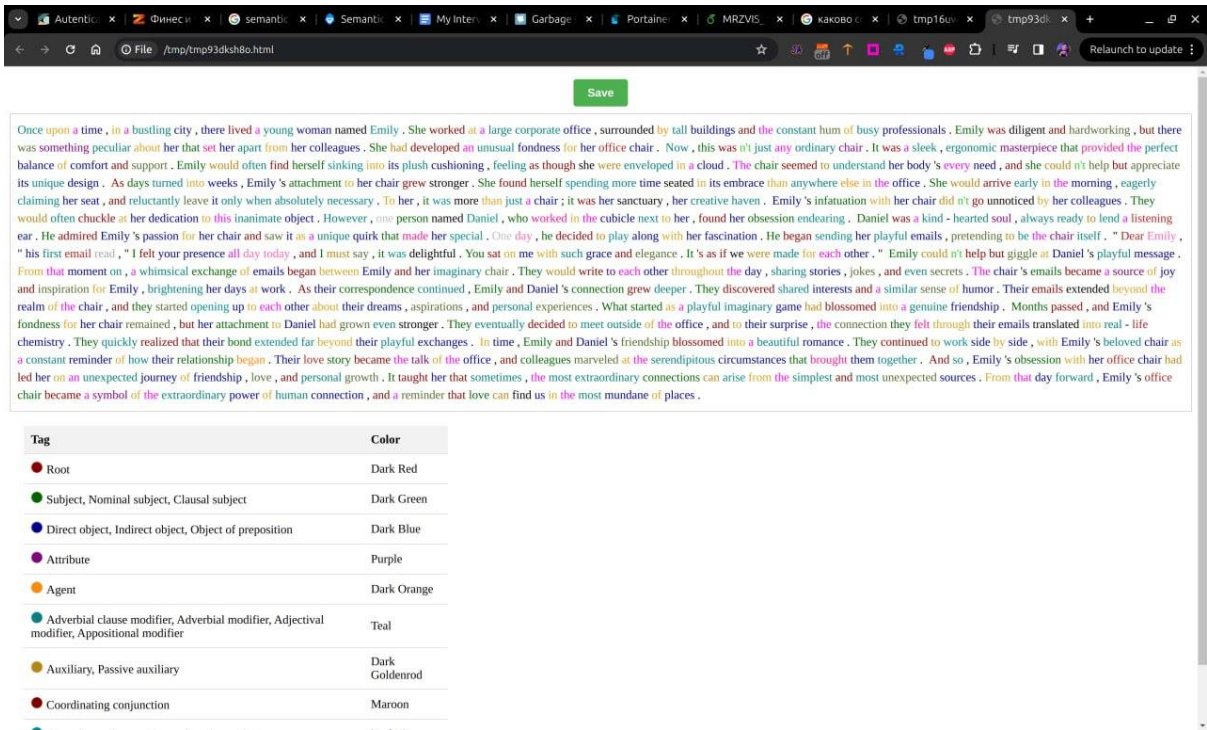 Autentic
Финес и
semantic
Semantic
My Interv
Garbage
Portainer
MRZVIS_
каково с
tmp16uv
tmp93dk
File /tmp/tmp93dksh8o.html
Relaunch to update
Save
Once upon a time , in a bustling city , there lived a young woman named Emily . She worked at a large corporate office , surrounded by tall buildings and the constant hum of busy professionals . Emily was diligent and hardworking , but there
was something peculiar about her that set her apart from her colleagues . She had developed an unusual fondness for her office chair . Now , this was n't just any ordinary chair . It was a sleek , ergonomic masterpiece that provided the perfect
balance of comfort and support . Emily would often find herself sinking into its plush cushioning , feeling as though she were enveloped in a cloud . The chair seemed to understand her body 's every need , and she could n't help but appreciate
its unique design . As days turned into weeks , Emily 's attachment to her chair grew stronger . She found herself spending more time seated in its embrace than anywhere else in the office . She would arrive early in the morning , eagerly
claiming her seat , and reluctantly leave it only when absolutely necessary . To her , it was more than just a chair ; it was her sanctuary , her creative haven . Emily 's infatuation with her chair did n't go unnoticed by her colleagues . They
would often chuckle at her dedication to this inanimate object . However , one person named Daniel , who worked in the cubicle next to her , found her obsession endearing . Daniel was a kind - hearted soul , always ready to lend a listening
ear . He admired Emily 's passion for her chair and saw it as a unique quirk that made her special . One day , he decided to play along with her fascination . He began sending her playful emails , pretending to be the chair itself . " Dear Emily ,
" his first email read , " I felt your presence all day today , and I must say , it was delightful . You sat on me with such grace and elegance . It 's as if we were made for each other . " Emily could n't help but giggle at Daniel 's playful message .
From that moment on , a whimsical exchange of emails began between Emily and her imaginary chair . They would write to each other throughout the day , sharing stories , jokes , and even secrets . The chair 's emails became a source of joy
and inspiration for Emily , brightening her days at work . As their correspondence continued , Emily and Daniel 's connection grew deeper . They discovered shared interests and a similar sense of humor . Their emails extended beyond the
realm of the chair , and they started opening up to each other about their dreams , aspirations , and personal experiences . What started as a playful imaginary game had blossomed into a genuine friendship . Months passed , and Emily 's
fondness for her chair remained , but her attachment to Daniel had grown even stronger . They eventually decided to meet outside of the office , and to their surprise , the connection they felt through their emails translated into real - life
chemistry . They quickly realized that their bond extended far beyond their playful exchanges . In time , Emily and Daniel 's friendship blossomed into a beautiful romance . They continued to work side by side , with Emily 's beloved chair as
a constant reminder of how their relationship began . Their love story became the talk of the office , and colleagues marveled at the serendipitous circumstances that brought them together . And so , Emily 's obsession with her office chair had
led her on an unexpected journey of friendship , love , and personal growth . It taught her that sometimes , the most extraordinary connections can arise from the simplest and most unexpected sources . From that day forward , Emily 's office
chair became a symbol of the extraordinary power of human connection , and a reminder that love can find us in the most mundane of places .
Tag Color
Root Dark Red
Subject, Nominal subject, Clausal subject Dark Green
Direct object, Indirect object, Object of preposition Dark Blue
Attribute Purple
Agent Dark Orange
Adverbial clause modifier, Adverbial modifier, Adjectival
modifier, Appositional modifier Teal
Auxiliary, Passive auxiliary Dark
Goldenrod
Coordinating conjunction Maroon